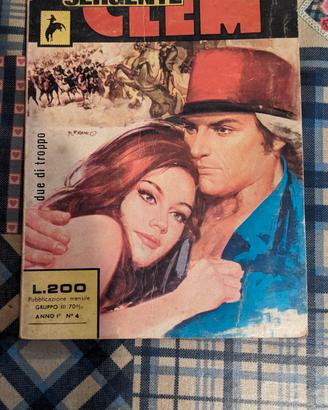 SERGENTE
CLEM
due di troppo
L.200
Pubblicazione mensile
GRUPPO III 70%
ANNO I° N° 4